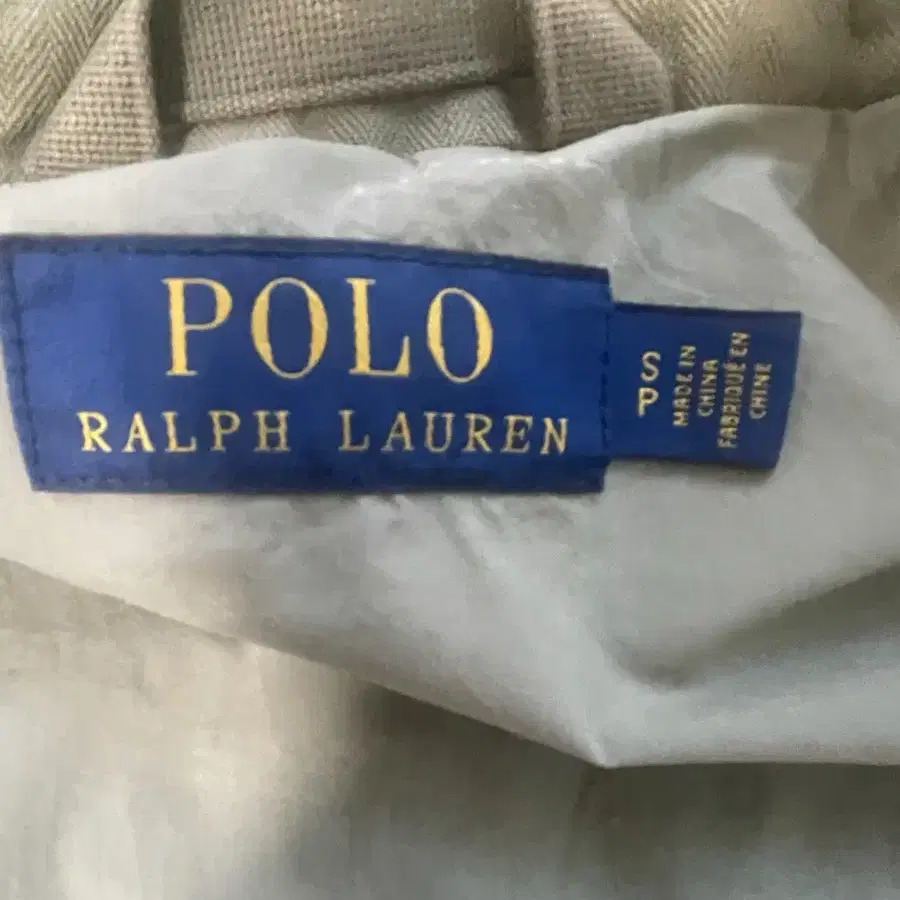 POLO
RALPH LAUREN
S
P
MADE IN
CHINA
FABRIQUÉ EN
CHINE